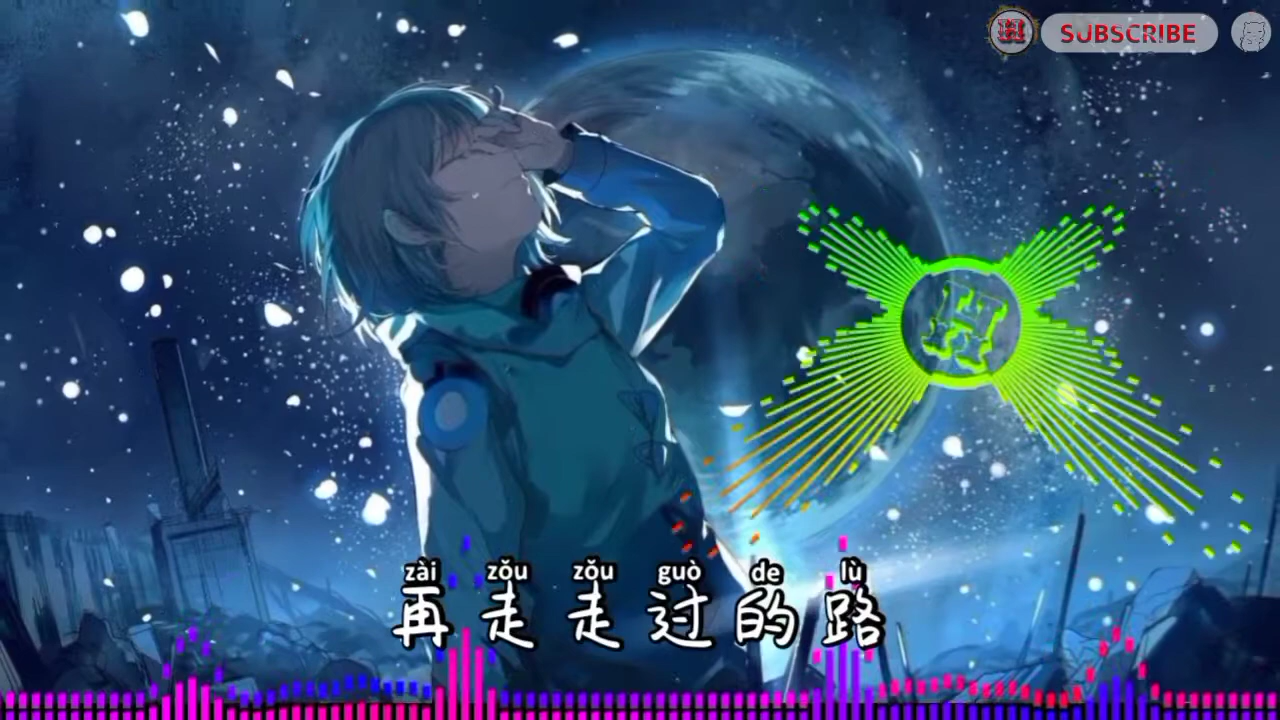 SUBSCRIBE
zài zǒu zǒu guò de lù
再走走过的路